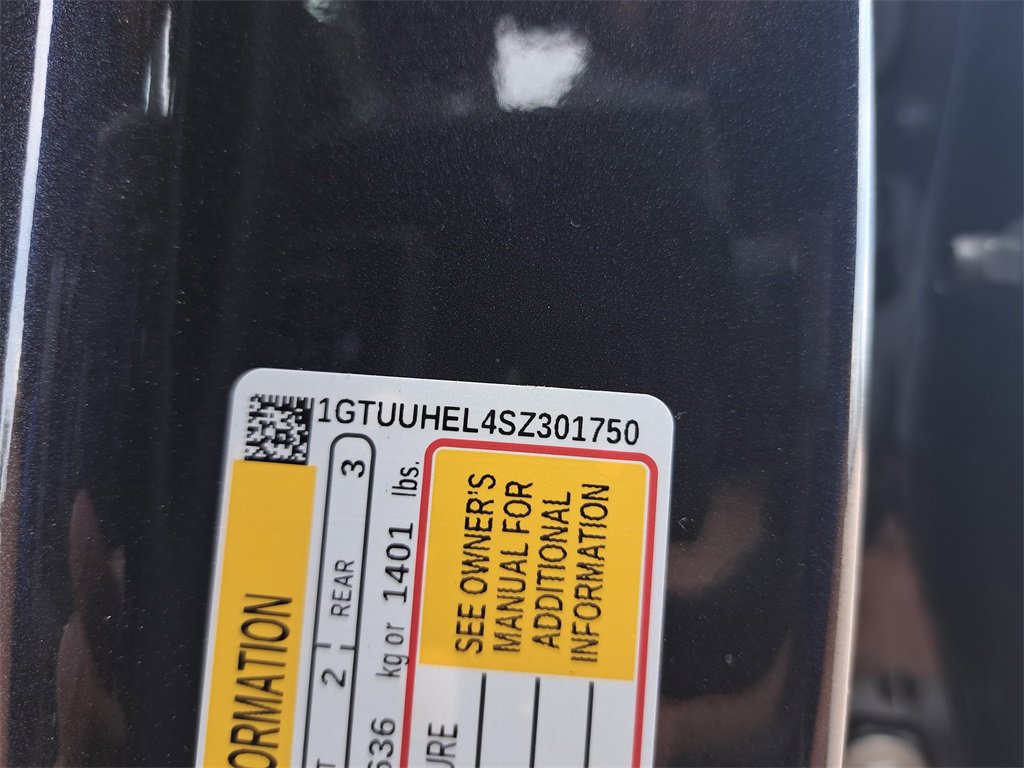 1GTUUHEL4SZ301750
ORMATION
T 2 REAR 3
636 kg or 1401 lbs.
SEE OWNER'S
MANUAL FOR
ADDITIONAL
INFORMATION
URE